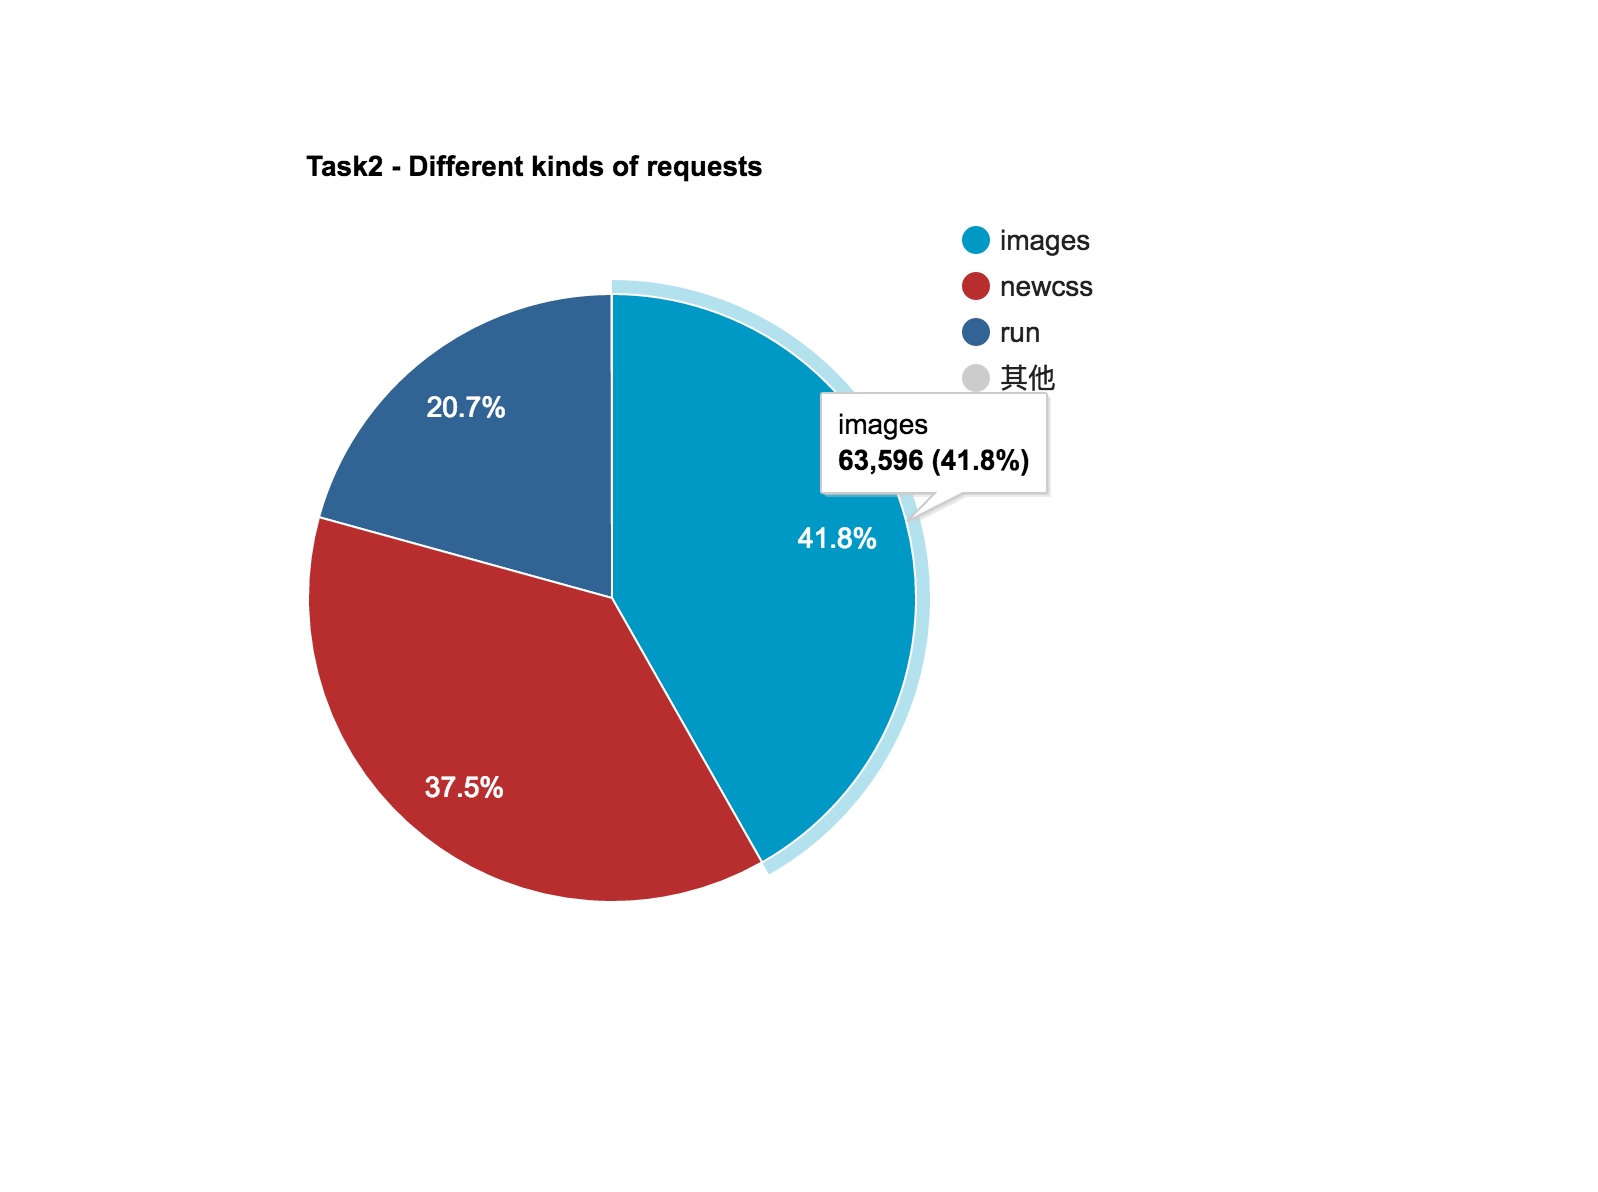 Task2 - Different kinds of requests
images
newcss
run
其他
images
63,596 (41.8%)
20.7%
41.8%
37.5%